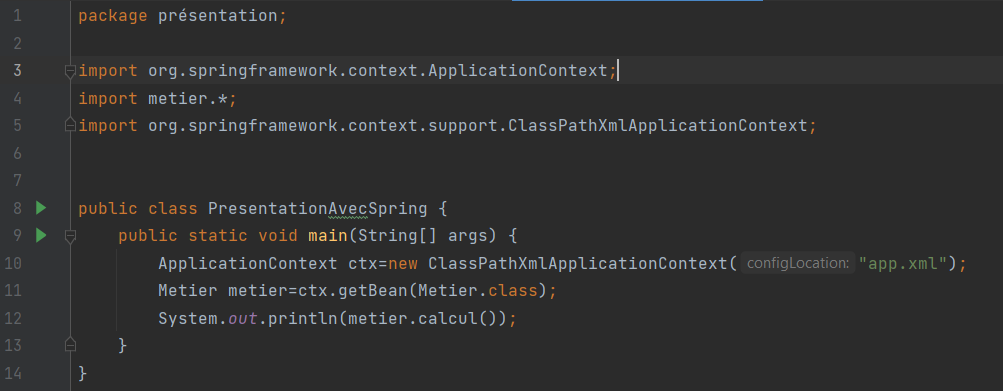 1 package présentation;
2
3 import org.springframework.context.ApplicationContext;
4 import metier.*;
5 import org.springframework.context.support.ClassPathXmlApplicationContext;
6
7
8 public class PresentationAvecSpring {
9     public static void main(String[] args) {
10         ApplicationContext ctx=new ClassPathXmlApplicationContext( configLocation: "app.xml");
11         Metier metier=ctx.getBean(Metier.class);
12         System.out.println(metier.calcul());
13     }
14 }